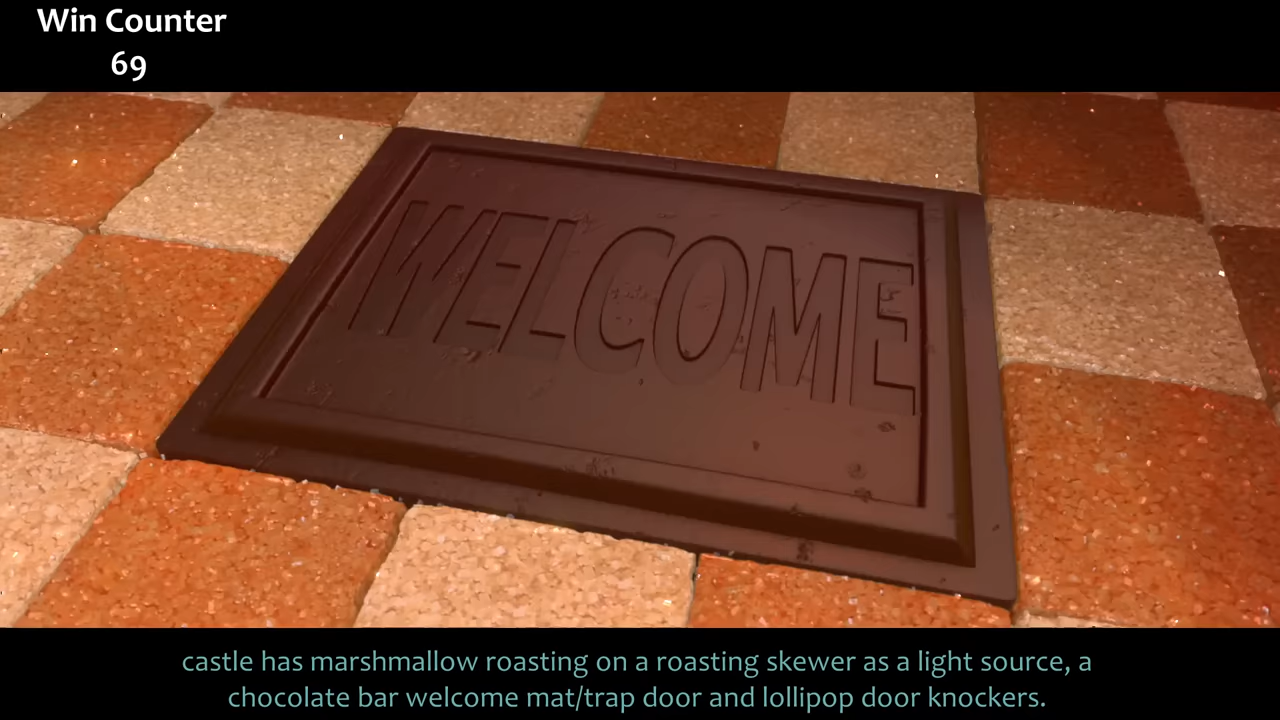 Win Counter
69
WELCOME
castle has marshmallow roasting on a roasting skewer as a light source, a
chocolate bar welcome mat/trap door and lollipop door knockers.